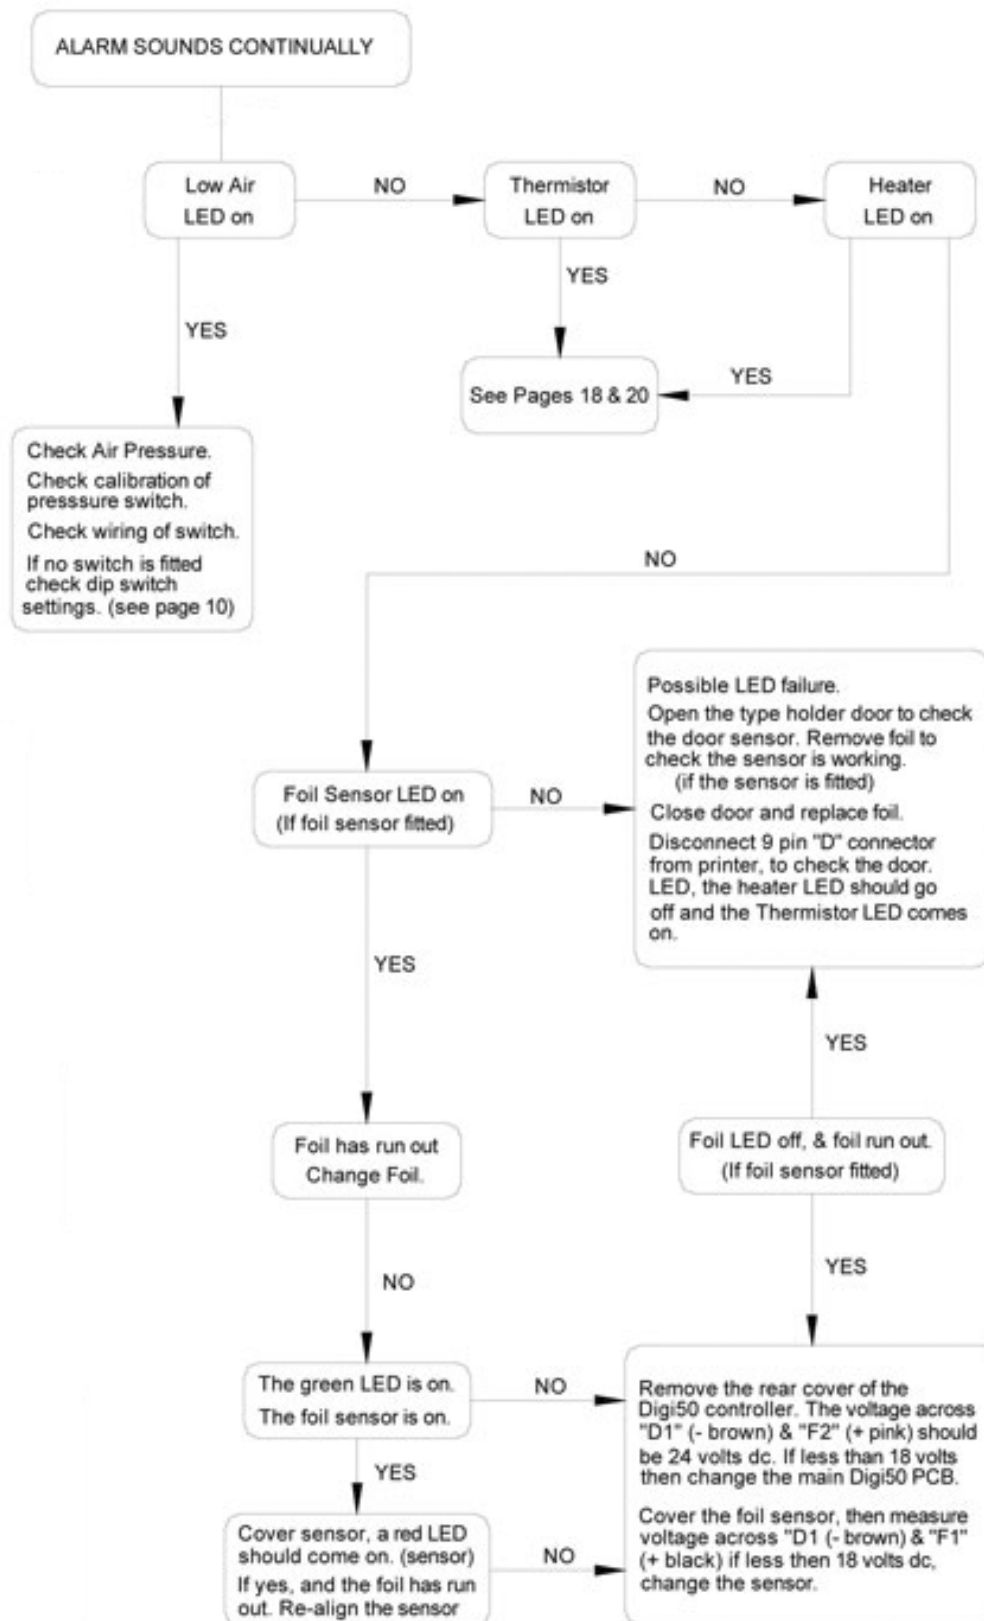 ALARM SOUNDS CONTINUALLY
Low Air
LED on
NO
Thermistor
LED on
NO
Heater
LED on
YES
YES
See Pages 18 & 20
YES
Check Air Pressure.
Check calibration of
presssure switch.
Check wiring of switch.
If no switch is fitted
check dip switch
settings. (see page 10)
NO
Foil Sensor LED on
(If foil sensor fitted)
NO
Possible LED failure.
Open the type holder door to check
the door sensor. Remove foil to
check the sensor is working.
(if the sensor is fitted)
Close door and replace foil.
Disconnect 9 pin "D" connector
from printer, to check the door.
LED, the heater LED should go
off and the Thermistor LED comes
on.
YES
YES
Foil has run out
Change Foil.
Foil LED off, & foil run out.
(If foil sensor fitted)
NO
YES
The green LED is on.
The foil sensor is on.
NO
YES
Cover sensor, a red LED
should come on. (sensor)
If yes, and the foil has run
out. Re-align the sensor
NO
Remove the rear cover of the
Digi50 controller. The voltage across
"D1" (- brown) & "F2" (+ pink) should
be 24 volts dc. If less than 18 volts
then change the main Digi50 PCB.
Cover the foil sensor, then measure
voltage across "D1 (- brown) & "F1"
(+ black) if less then 18 volts dc,
change the sensor.